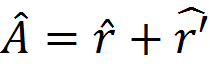 Â = r̂ + r̂′